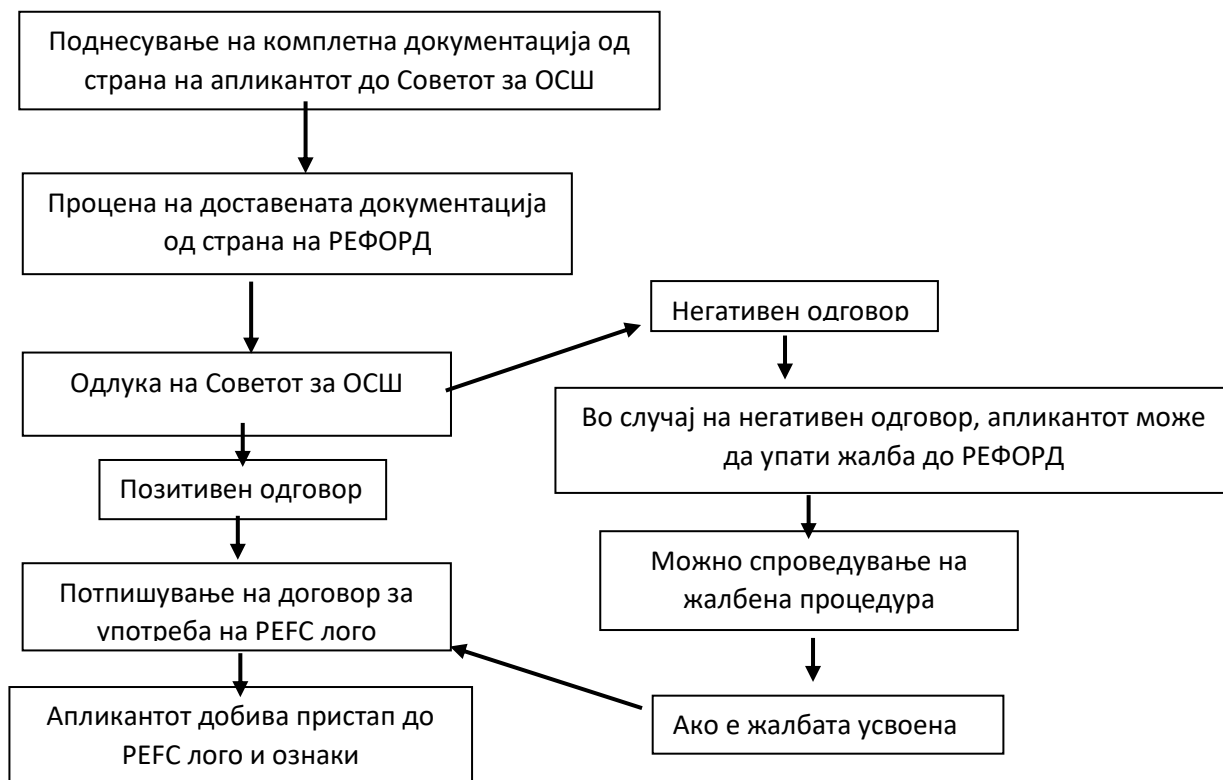 Поднесување на комплетна документација од
страна на апликантот до Советот за ОСШ
Процена на доставената документација
од страна на РЕФОРД
Негативен одговор
Одлука на Советот за ОСШ
Во случај на негативен одговор, апликантот може
да упати жалба до РЕФОРД
Позитивен одговор
Можно спроведување на
жалбена процедура
Потпишување на договор за
употреба на PEFC лого
Ако е жалбата усвоена
Апликантот добива пристап до
PEFC лого и ознаки